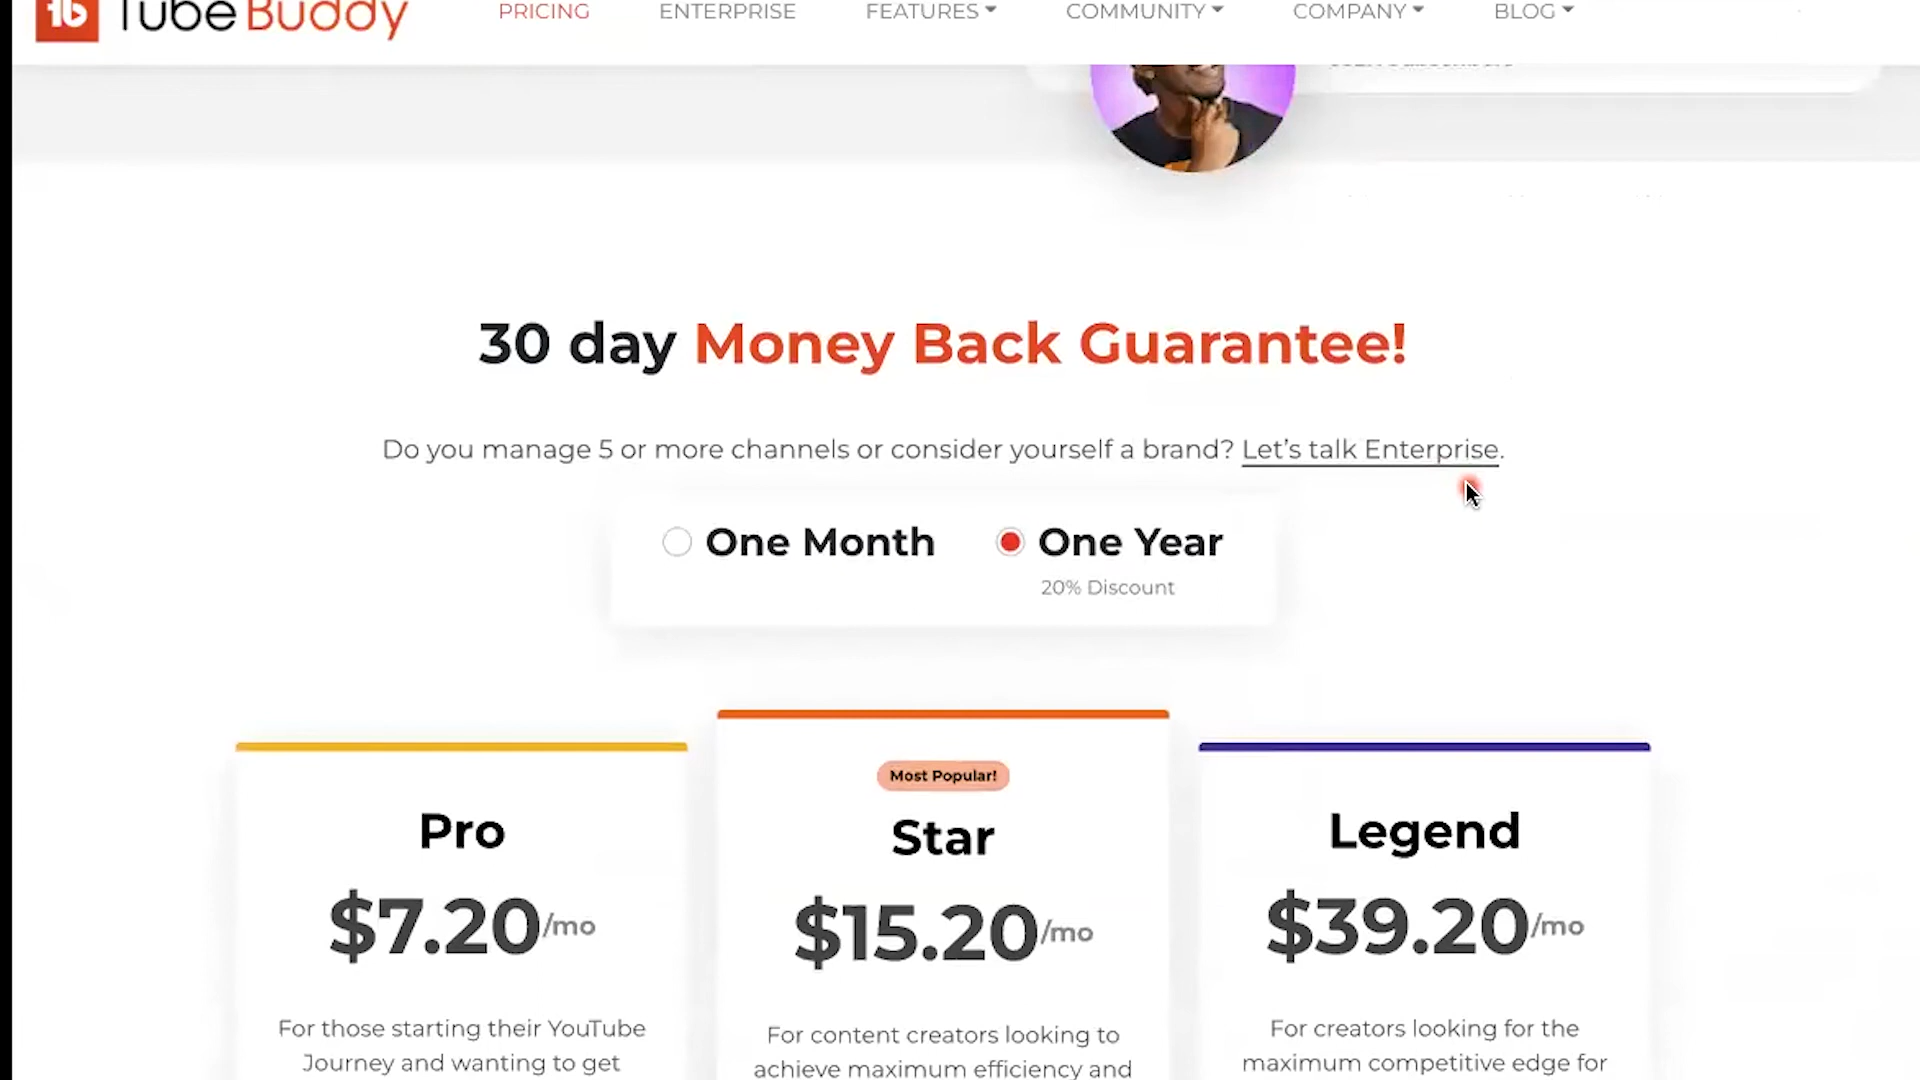 TubeBuddy PRICING ENTERPRISE FEATURES COMMUNITY COMPANY BLOG
30 day Money Back Guarantee!
Do you manage 5 or more channels or consider yourself a brand? Let's talk Enterprise.
One Month One Year
20% Discount
Most Popular!
Pro
Star
Legend
$7.20/mo
$15.20/mo
$39.20/mo
For those starting their YouTube
Journey and wanting to get
For content creators looking to
achieve maximum efficiency and
For creators looking for the
maximum competitive edge for